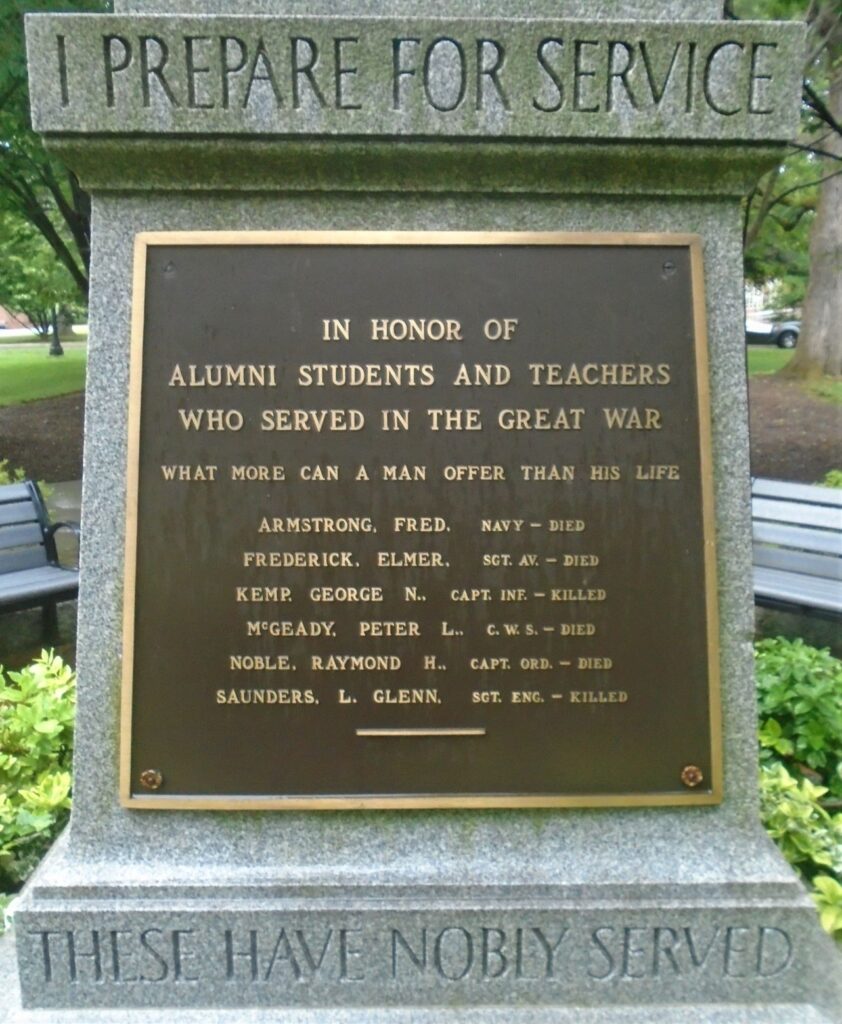 I PREPARE FOR SERVICE
IN HONOR OF
ALUMNI STUDENTS AND TEACHERS
WHO SERVED IN THE GREAT WAR
WHAT MORE CAN A MAN OFFER THAN HIS LIFE
ARMSTRONG, FRED, NAVY – DIED
FREDERICK, ELMER, SGT. AV. – DIED
KEMP, GEORGE N., CAPT. INF. – KILLED
McGEADY, PETER L., C. W. S. – DIED
NOBLE, RAYMOND H., CAPT. ORD. – DIED
SAUNDERS, L. GLENN, SGT. ENG. – KILLED
THESE HAVE NOBLY SERVED